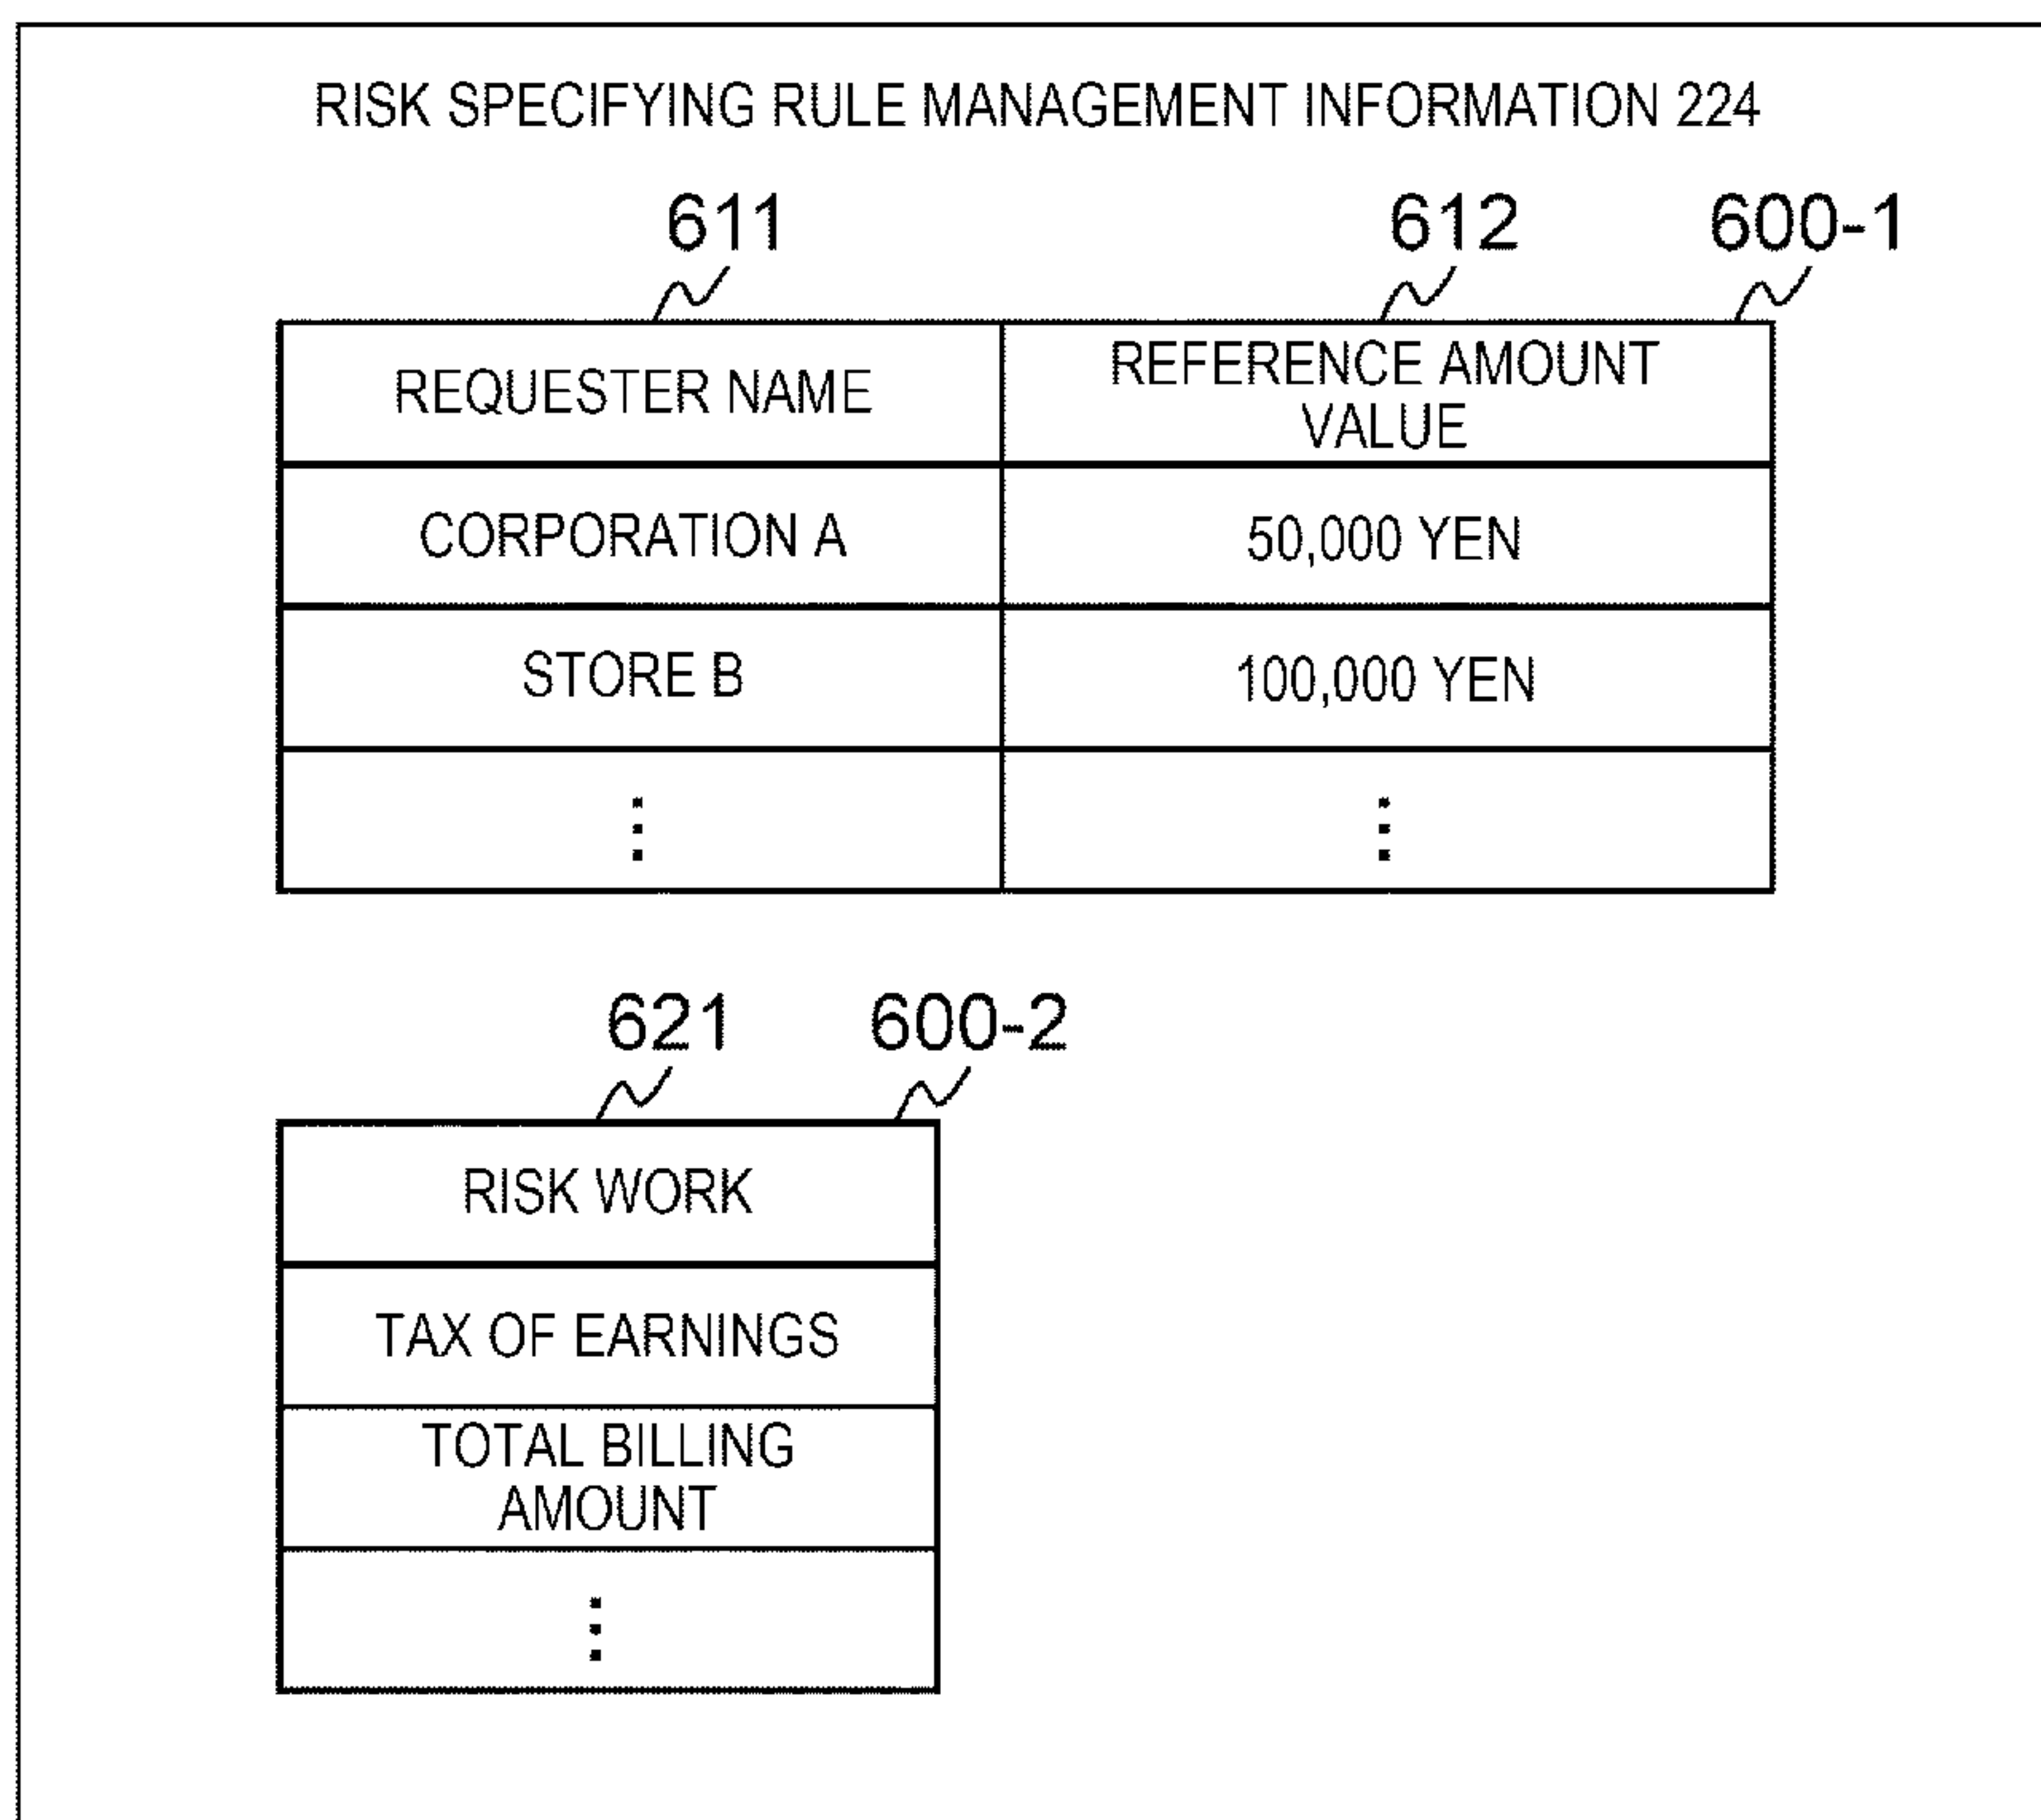 RISK SPECIFYING RULE MANAGEMENT INFORMATION 224
611 612 600-1
REQUESTER NAME REFERENCE AMOUNT
VALUE
CORPORATION A 50,000 YEN
STORE B 100,000 YEN
⋮ ⋮
621 600-2
RISK WORK
TAX OF EARNINGS
TOTAL BILLING
AMOUNT
⋮